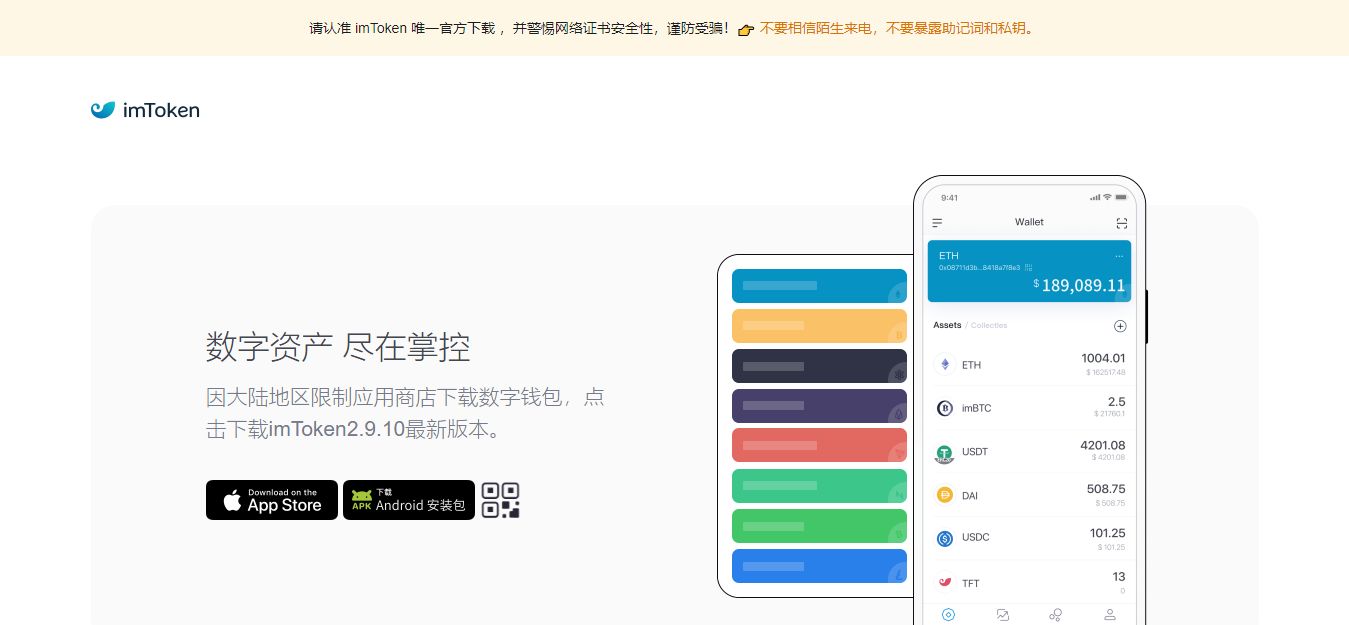 请认准 imToken 唯一官方下载 ，并警惕网络证书安全性，谨防受骗！👉 不要相信陌生来电，不要暴露助记词和私钥。
imToken
数字资产 尽在掌控
因大陆地区限制应用商店下载数字钱包，点
击下载imToken2.9.10最新版本。
Download on the
App Store
下载
APK Android 安装包
9:41
Wallet
ETH
0x08711d3b...8418a7f8e3
$ 189,089.11
Assets / Collecties
ETH
1004.01
$ 162517.48
imBTC
2.5
$ 21760.1
USDT
4201.08
$ 4201.08
DAI
508.75
$ 508.75
USDC
101.25
$ 101.25
TFT
13
0